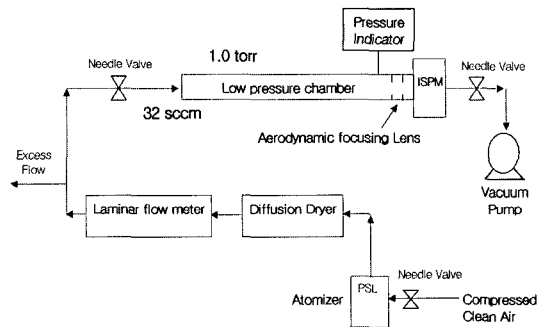 Pressure
Indicator
1.0 torr
Needle Valve
Needle Valve
Low pressure chamber
ISPM
32 sccm
Aerodynamic focusing Lens
Excess
Flow
Vacuum
Pump
Laminar flow meter
Diffusion Dryer
Needle Valve
PSL
Atomizer
Compressed
Clean Air